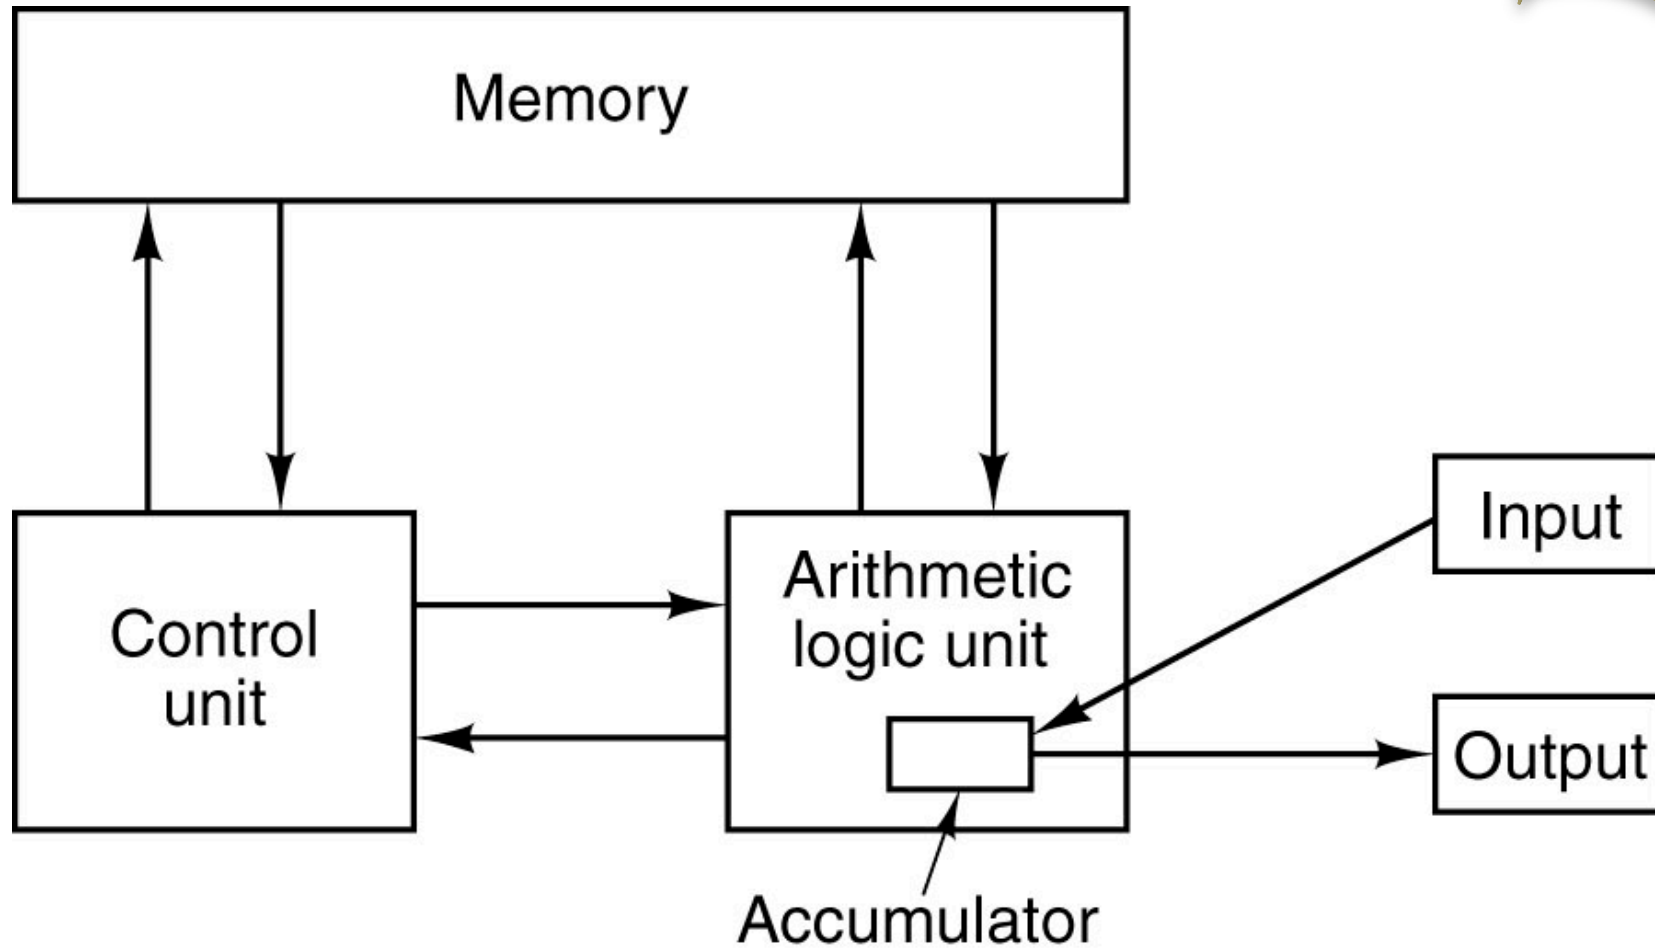 Memory
Control
unit
Arithmetic
logic unit
Input
Output
Accumulator